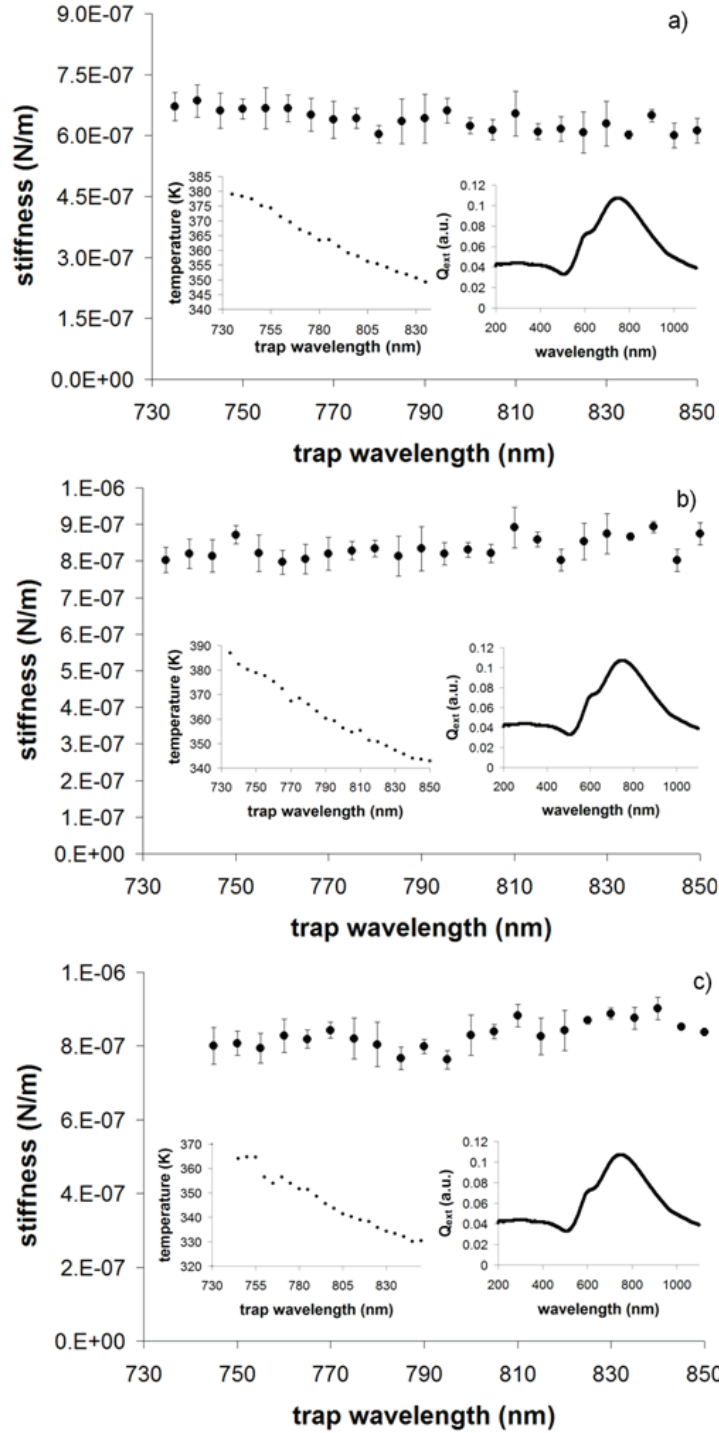 a)
stiffness (N/m)
9.0E-07
7.5E-07
6.0E-07
4.5E-07
3.0E-07
1.5E-07
0.0E+00
730 750 770 790 810 830 850
trap wavelength (nm)
temperature (K)
385
380
375
370
365
360
355
350
345
340
730 755 780 805 830
trap wavelength (nm)
Qext (a.u.)
0.12
0.1
0.08
0.06
0.04
0.02
0
200 400 600 800 1000
wavelength (nm)
b)
stiffness (N/m)
1.E-06
9.E-07
8.E-07
7.E-07
6.E-07
5.E-07
4.E-07
3.E-07
2.E-07
1.E-07
0.E+00
730 750 770 790 810 830 850
trap wavelength (nm)
temperature (K)
390
380
370
360
350
340
730 750 770 790 810 830 850
trap wavelength (nm)
Qext (a.u.)
0.12
0.1
0.08
0.06
0.04
0.02
0
200 400 600 800 1000
wavelength (nm)
c)
stiffness (N/m)
1.E-06
8.E-07
6.E-07
4.E-07
2.E-07
0.E+00
730 750 770 790 810 830 850
trap wavelength (nm)
temperature (K)
370
360
350
340
330
320
730 755 780 805 830
trap wavelength (nm)
Qext (a.u.)
0.12
0.1
0.08
0.06
0.04
0.02
0
200 400 600 800 1000
wavelength (nm)